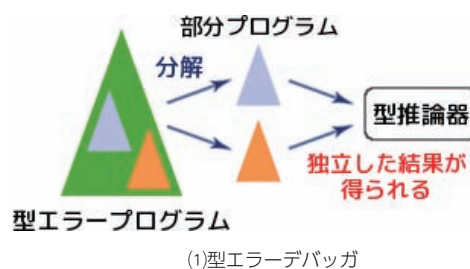 部分プログラム
分解
型推論器
独立した結果が
得られる
型エラープログラム
⑴型エラーデバッガ